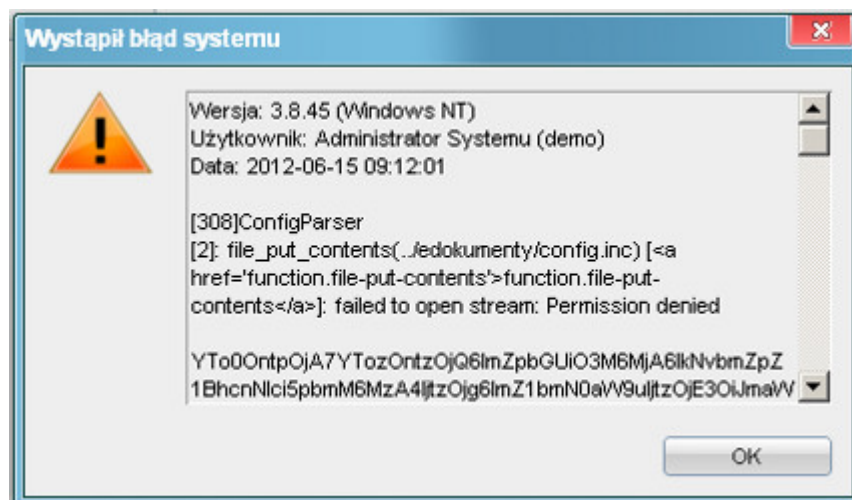 Wystąpił błąd systemu
Wersja: 3.8.45 (Windows NT)
Użytkownik: Administrator Systemu (demo)
Data: 2012-06-15 09:12:01
[308]ConfigParser
[2]: file_put_contents(../edokumenty/config.inc) [<a
href='function.file-put-contents'>function.file-put-
contents</a>]: failed to open stream: Permission denied
YTo0OntpOjA7YTozOntzOjQ6ImZpbGUiO3M6MjA6IkNvbmZpZ
1BhcnNlci5pbmM6MzA4IjtzOjg6ImZ1bmN0aW9uIjtzOjE3OiJmaW
OK